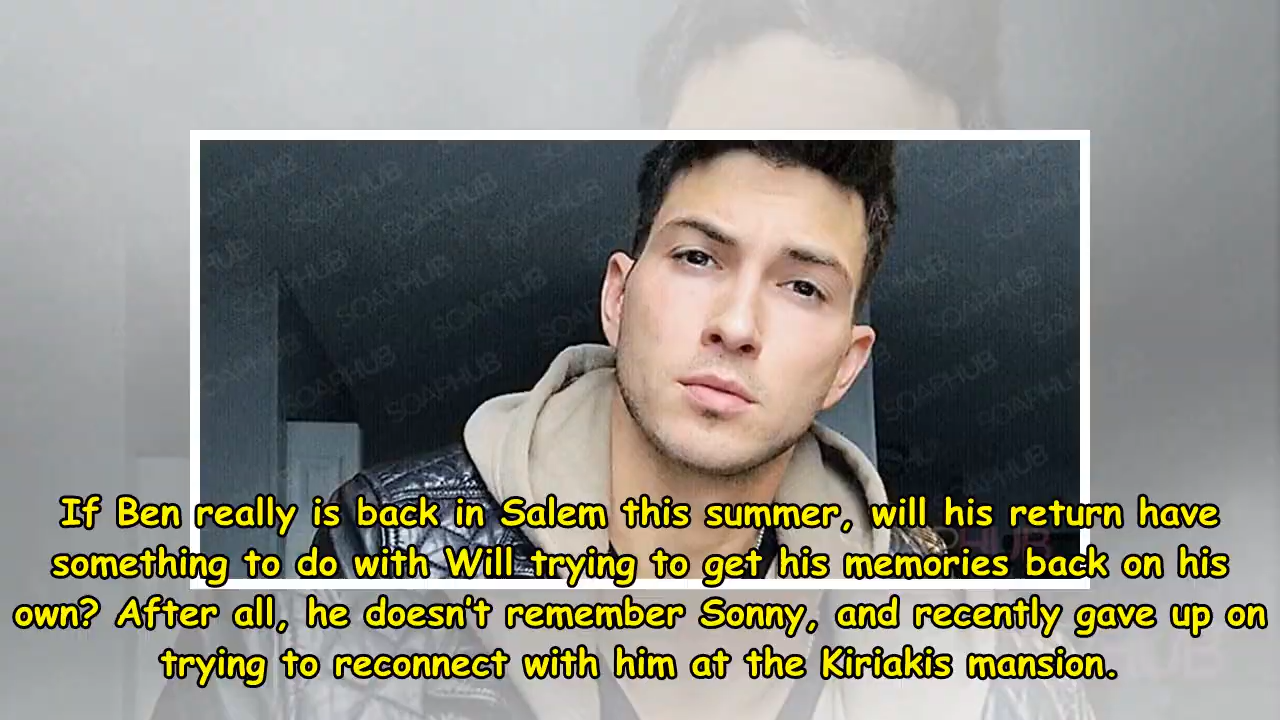 SOAPHUB
If Ben really is back in Salem this summer, will his return have
something to do with Will trying to get his memories back on his
own? After all, he doesn't remember Sonny, and recently gave up on
trying to reconnect with him at the Kiriakis mansion.